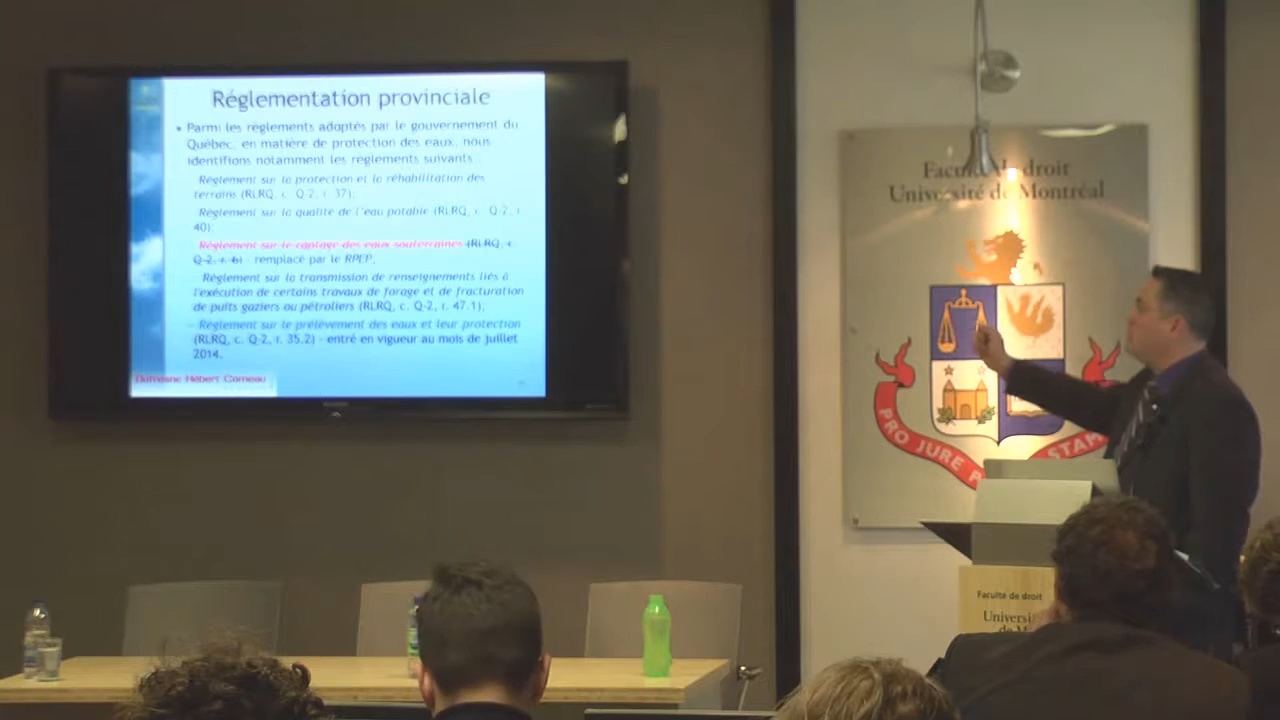 Réglementation provinciale
• Parmi les règlements adoptés par le gouvernement du
Québec, en matière de protection des eaux, nous
identifions notamment les règlements suivants :
Règlement sur la protection et la réhabilitation des
terrains (RLRQ, c. Q-2, r. 37);
Règlement sur la qualité de l'eau potable (RLRQ, c. Q-2, r.
40);
Règlement sur le captage des eaux souterraines (RLRQ, c.
Q-2, r. 6) - remplacé par le RPEP;
Règlement sur la transmission de renseignements liés à
l'exécution de certains travaux de forage et de fracturation
de puits gaziers ou pétroliers (RLRQ, c. Q-2, r. 47.1);
– Règlement sur le prélèvement des eaux et leur protection
(RLRQ, c. Q-2, r. 35.2) - entré en vigueur au mois de juillet
2014.
Dufresne Hébert Comeau
Faculté de droit
Université de Montréal
PRO JURE
STAM
Faculté de droit
Universi
de M